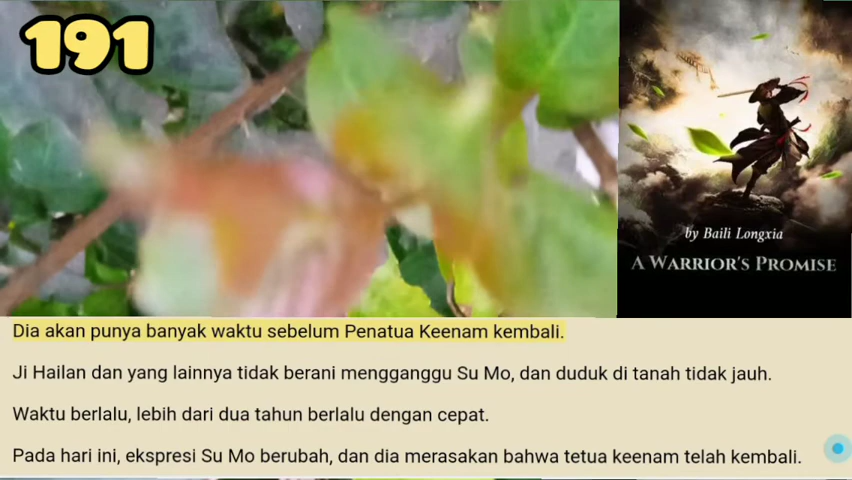 191
by Baili Longxia
A WARRIOR'S PROMISE
Dia akan punya banyak waktu sebelum Penatua Keenam kembali.
Ji Hailan dan yang lainnya tidak berani mengganggu Su Mo, dan duduk di tanah tidak jauh.
Waktu berlalu, lebih dari dua tahun berlalu dengan cepat.
Pada hari ini, ekspresi Su Mo berubah, dan dia merasakan bahwa tetua keenam telah kembali.